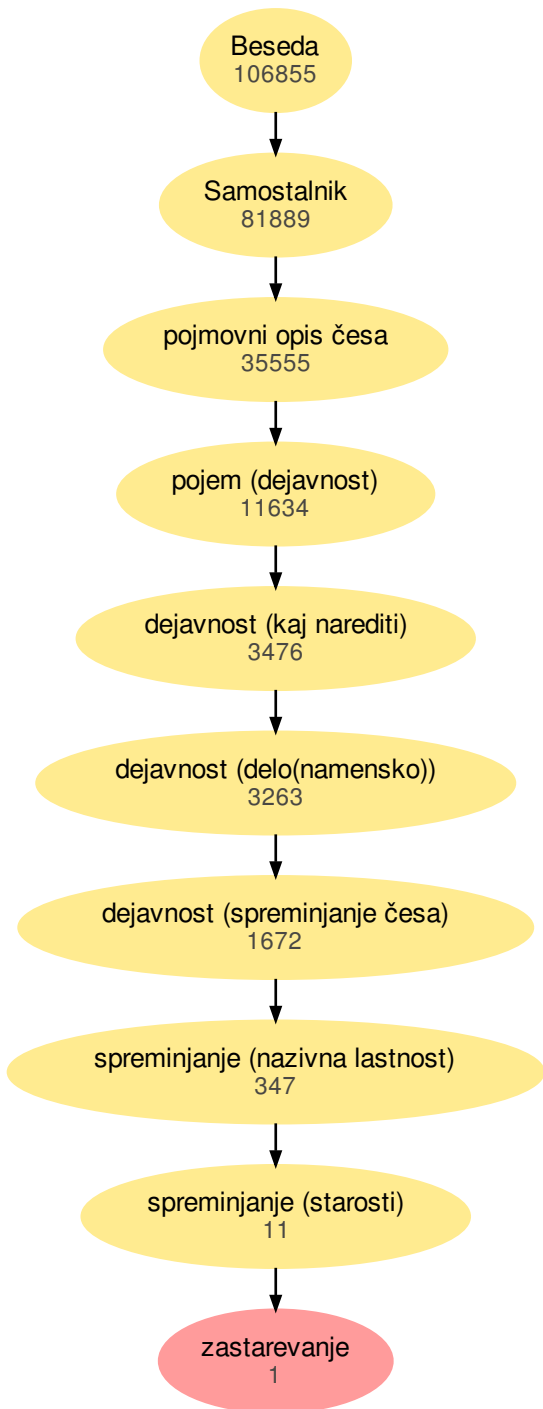 Beseda
106855
Samostalnik
81889
pojmovni opis česa
35555
pojem (dejavnost)
11634
dejavnost (kaj narediti)
3476
dejavnost (delo(namensko))
3263
dejavnost (spreminjanje česa)
1672
spreminjanje (nazivna lastnost)
347
spreminjanje (starosti)
11
zastarevanje
1